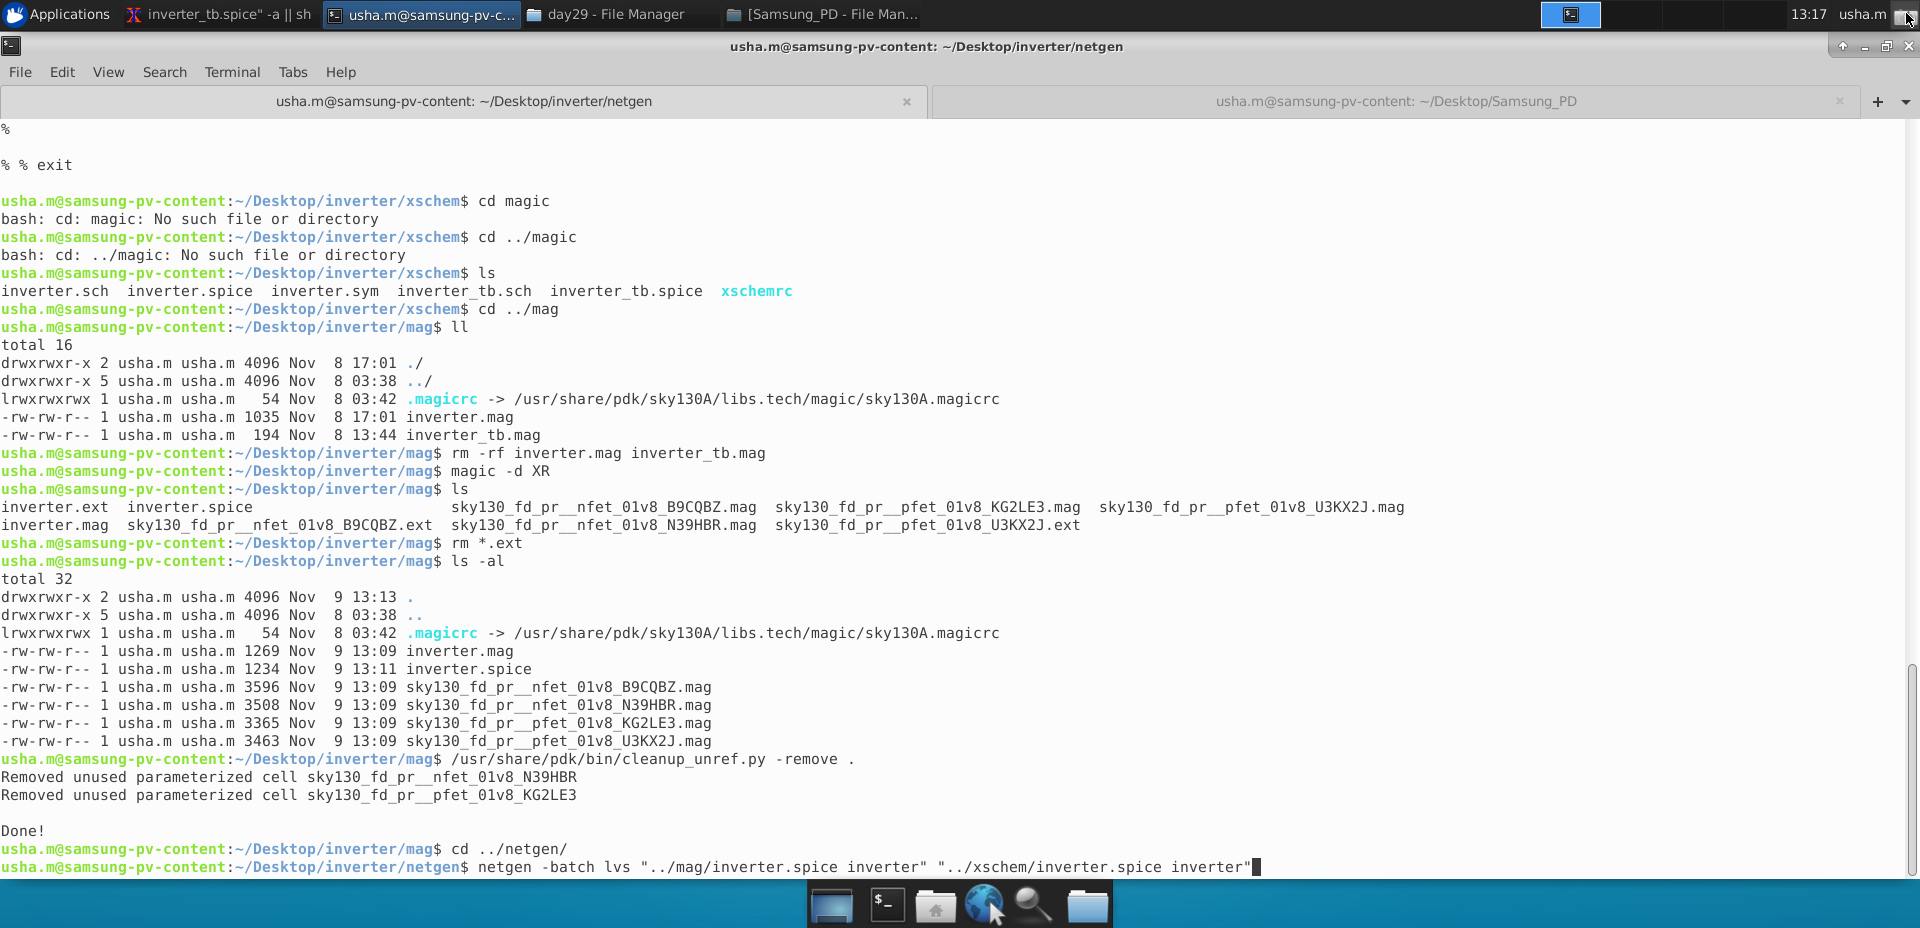 Applications
inverter_tb.spice" -a || sh
usha.m@samsung-pv-c...
day29 - File Manager
[Samsung_PD - File Man...
13:17
usha.m
usha.m@samsung-pv-content: ~/Desktop/inverter/netgen
File Edit View Search Terminal Tabs Help
usha.m@samsung-pv-content: ~/Desktop/inverter/netgen
usha.m@samsung-pv-content: ~/Desktop/Samsung_PD
%
% % exit
usha.m@samsung-pv-content:~/Desktop/inverter/xschem$ cd magic
bash: cd: magic: No such file or directory
usha.m@samsung-pv-content:~/Desktop/inverter/xschem$ cd ../magic
bash: cd: ../magic: No such file or directory
usha.m@samsung-pv-content:~/Desktop/inverter/xschem$ ls
inverter.sch  inverter.spice  inverter.sym  inverter_tb.sch  inverter_tb.spice  xschemrc
usha.m@samsung-pv-content:~/Desktop/inverter/xschem$ cd ../mag
usha.m@samsung-pv-content:~/Desktop/inverter/mag$ ll
total 16
drwxrwxr-x 2 usha.m usha.m 4096 Nov  8 17:01 ./
drwxrwxr-x 5 usha.m usha.m 4096 Nov  8 03:38 ../
lrwxrwxrwx 1 usha.m usha.m   54 Nov  8 03:42 .magicrc -> /usr/share/pdk/sky130A/libs.tech/magic/sky130A.magicrc
-rw-rw-r-- 1 usha.m usha.m 1035 Nov  8 17:01 inverter.mag
-rw-rw-r-- 1 usha.m usha.m  194 Nov  8 13:44 inverter_tb.mag
usha.m@samsung-pv-content:~/Desktop/inverter/mag$ rm -rf inverter.mag inverter_tb.mag
usha.m@samsung-pv-content:~/Desktop/inverter/mag$ magic -d XR
usha.m@samsung-pv-content:~/Desktop/inverter/mag$ ls
inverter.ext  inverter.spice                      sky130_fd_pr__nfet_01v8_B9CQBZ.mag  sky130_fd_pr__pfet_01v8_KG2LE3.mag  sky130_fd_pr__pfet_01v8_U3KX2J.mag
inverter.mag  sky130_fd_pr__nfet_01v8_B9CQBZ.ext  sky130_fd_pr__nfet_01v8_N39HBR.mag  sky130_fd_pr__pfet_01v8_U3KX2J.ext
usha.m@samsung-pv-content:~/Desktop/inverter/mag$ rm *.ext
usha.m@samsung-pv-content:~/Desktop/inverter/mag$ ls -al
total 32
drwxrwxr-x 2 usha.m usha.m 4096 Nov  9 13:13 .
drwxrwxr-x 5 usha.m usha.m 4096 Nov  8 03:38 ..
lrwxrwxrwx 1 usha.m usha.m   54 Nov  8 03:42 .magicrc -> /usr/share/pdk/sky130A/libs.tech/magic/sky130A.magicrc
-rw-rw-r-- 1 usha.m usha.m 1269 Nov  9 13:09 inverter.mag
-rw-rw-r-- 1 usha.m usha.m 1234 Nov  9 13:11 inverter.spice
-rw-rw-r-- 1 usha.m usha.m 3596 Nov  9 13:09 sky130_fd_pr__nfet_01v8_B9CQBZ.mag
-rw-rw-r-- 1 usha.m usha.m 3508 Nov  9 13:09 sky130_fd_pr__nfet_01v8_N39HBR.mag
-rw-rw-r-- 1 usha.m usha.m 3365 Nov  9 13:09 sky130_fd_pr__pfet_01v8_KG2LE3.mag
-rw-rw-r-- 1 usha.m usha.m 3463 Nov  9 13:09 sky130_fd_pr__pfet_01v8_U3KX2J.mag
usha.m@samsung-pv-content:~/Desktop/inverter/mag$ /usr/share/pdk/bin/cleanup_unref.py -remove .
Removed unused parameterized cell sky130_fd_pr__nfet_01v8_N39HBR
Removed unused parameterized cell sky130_fd_pr__pfet_01v8_KG2LE3
Done!
usha.m@samsung-pv-content:~/Desktop/inverter/mag$ cd ../netgen/
usha.m@samsung-pv-content:~/Desktop/inverter/netgen$ netgen -batch lvs "../mag/inverter.spice inverter" "../xschem/inverter.spice inverter"